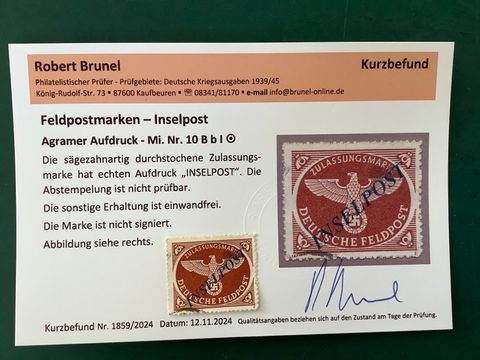 Robert Brunel
Kurzbefund
Philatelistischer Prüfer - Prüfgebiete: Deutsche Kriegsausgaben 1939/45
König-Rudolf-Str. 73 ■ 87600 Kaufbeuren ■ ☏ 08341/81170 ■ e-mail info@brunel-online.de
Feldpostmarken – Inselpost
Agramer Aufdruck - Mi. Nr. 10 B b I ⊙
Die sägezahnartig durchstochene Zulassungs-
marke hat echten Aufdruck „INSELPOST". Die
Abstempelung ist nicht prüfbar.
Die sonstige Erhaltung ist einwandfrei.
Die Marke ist nicht signiert.
Abbildung siehe rechts.
ZULASSUNGSMARKE
INSELPOST
DEUTSCHE FELDPOST
ZULASSUNGSMARKE
INSELPOST
DEUTSCHE FELDPOST
Kurzbefund Nr. 1859/2024 Datum: 12.11.2024 Qualitätsangaben beziehen sich auf den Zustand am Tage der Prüfung.